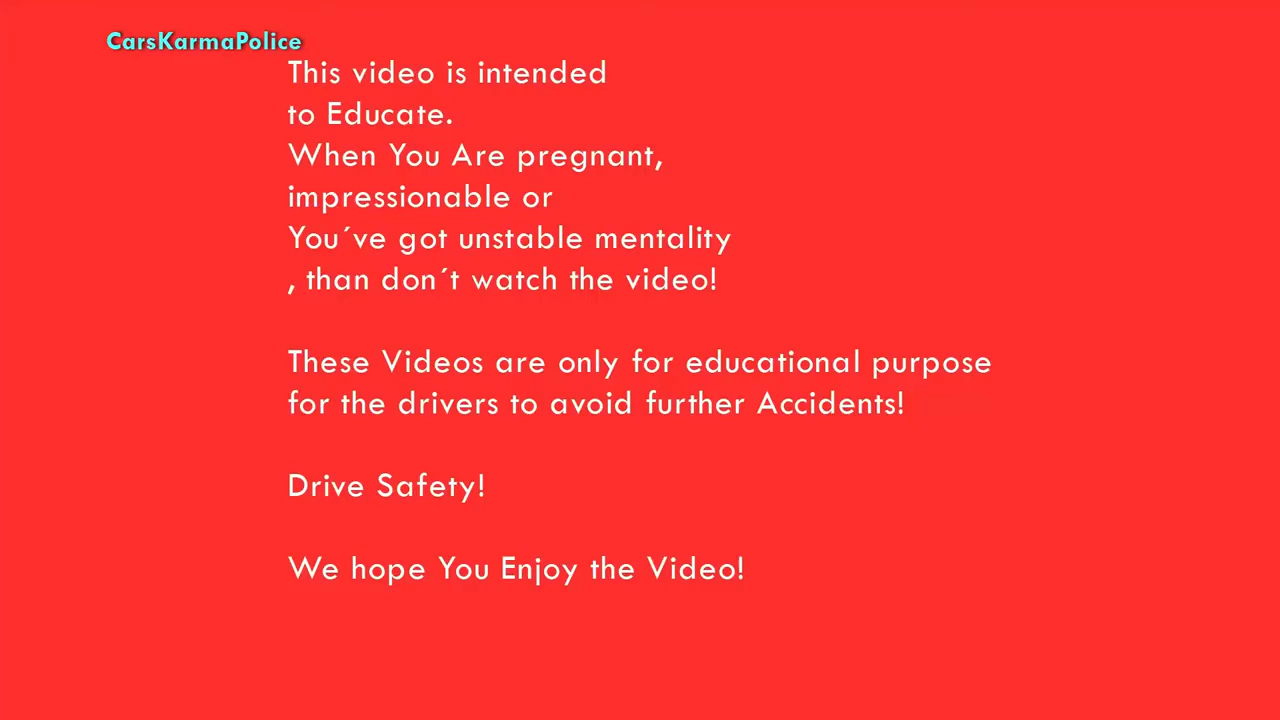 CarsKarmaPolice
This video is intended
to Educate.
When You Are pregnant,
impressionable or
You´ve got unstable mentality
, than don´t watch the video!
These Videos are only for educational purpose
for the drivers to avoid further Accidents!
Drive Safety!
We hope You Enjoy the Video!